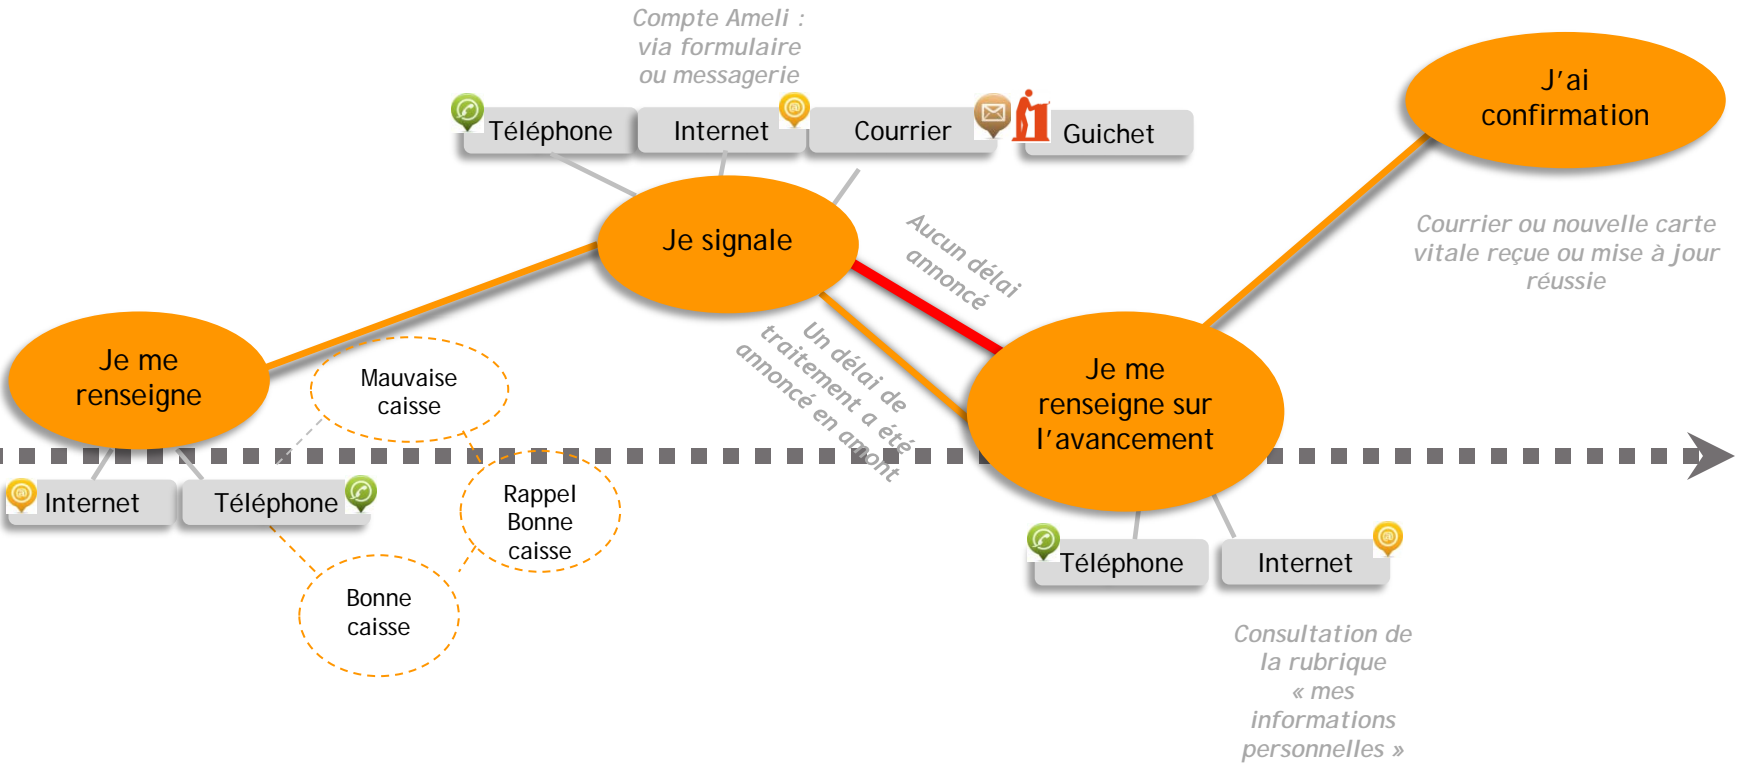 Compte Ameli :
via formulaire
ou messagerie
Téléphone
Internet
Courrier
Guichet
J’ai
confirmation
Courrier ou nouvelle carte
vitale reçue ou mise à jour
réussie
Je signale
Aucun délai
annoncé
Un délai de
traitement a été
annoncé en amont
Je me
renseigne
Mauvaise
caisse
Internet
Téléphone
Rappel
Bonne
caisse
Bonne
caisse
Je me
renseigne sur
l’avancement
Téléphone
Internet
Consultation de
la rubrique
« mes
informations
personnelles »